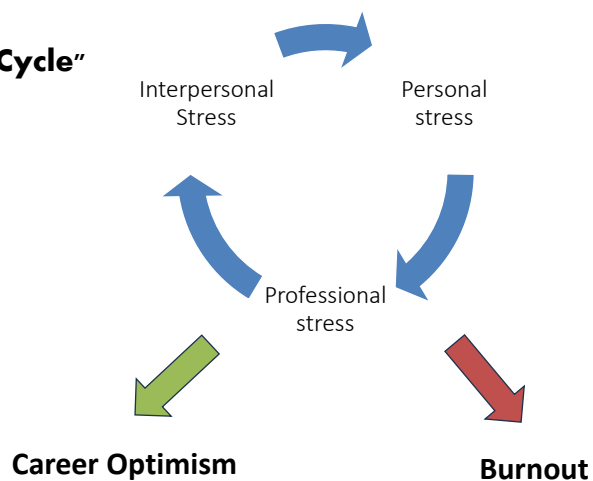 Cycle”
Interpersonal
Stress
Personal
stress
Professional
stress
Career Optimism
Burnout